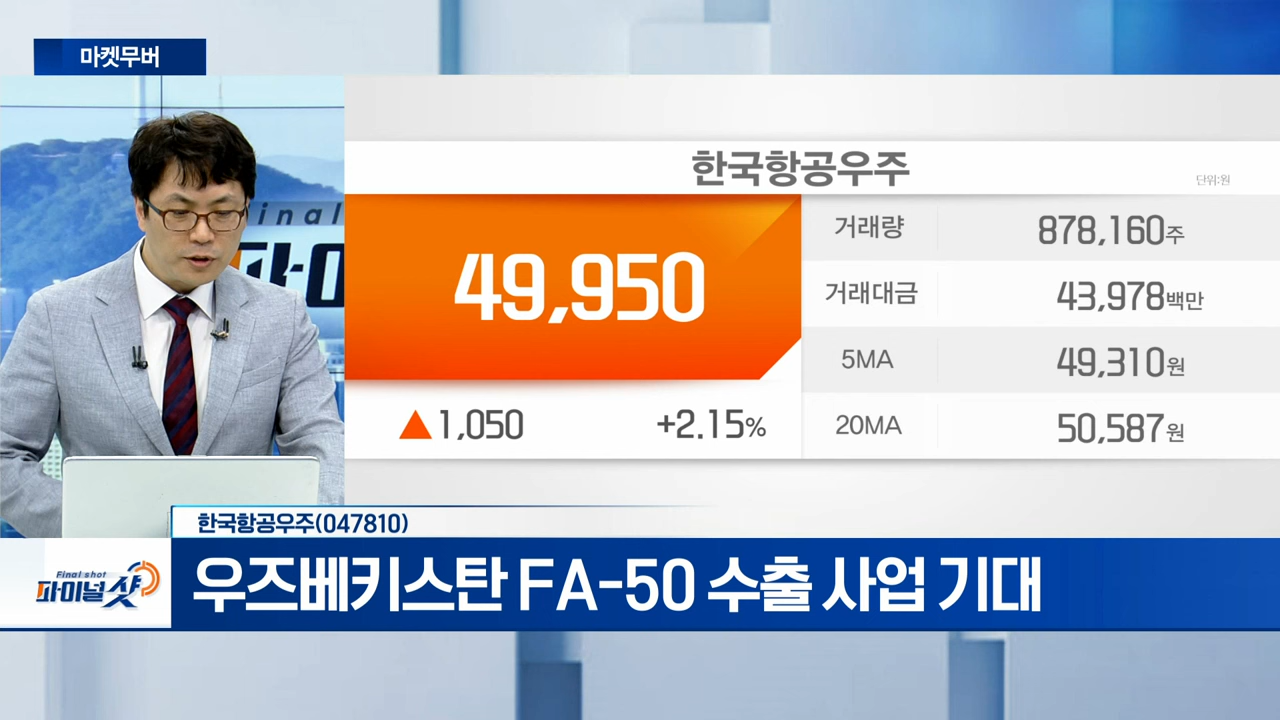 마켓무버
한국항공우주
단위:원
49,950
▲1,050 +2.15%
거래량 878,160주
거래대금 43,978백만
5MA 49,310원
20MA 50,587원
Final
파이
한국항공우주(047810)
Final shot
파이널샷
우즈베키스탄 FA-50 수출 사업 기대